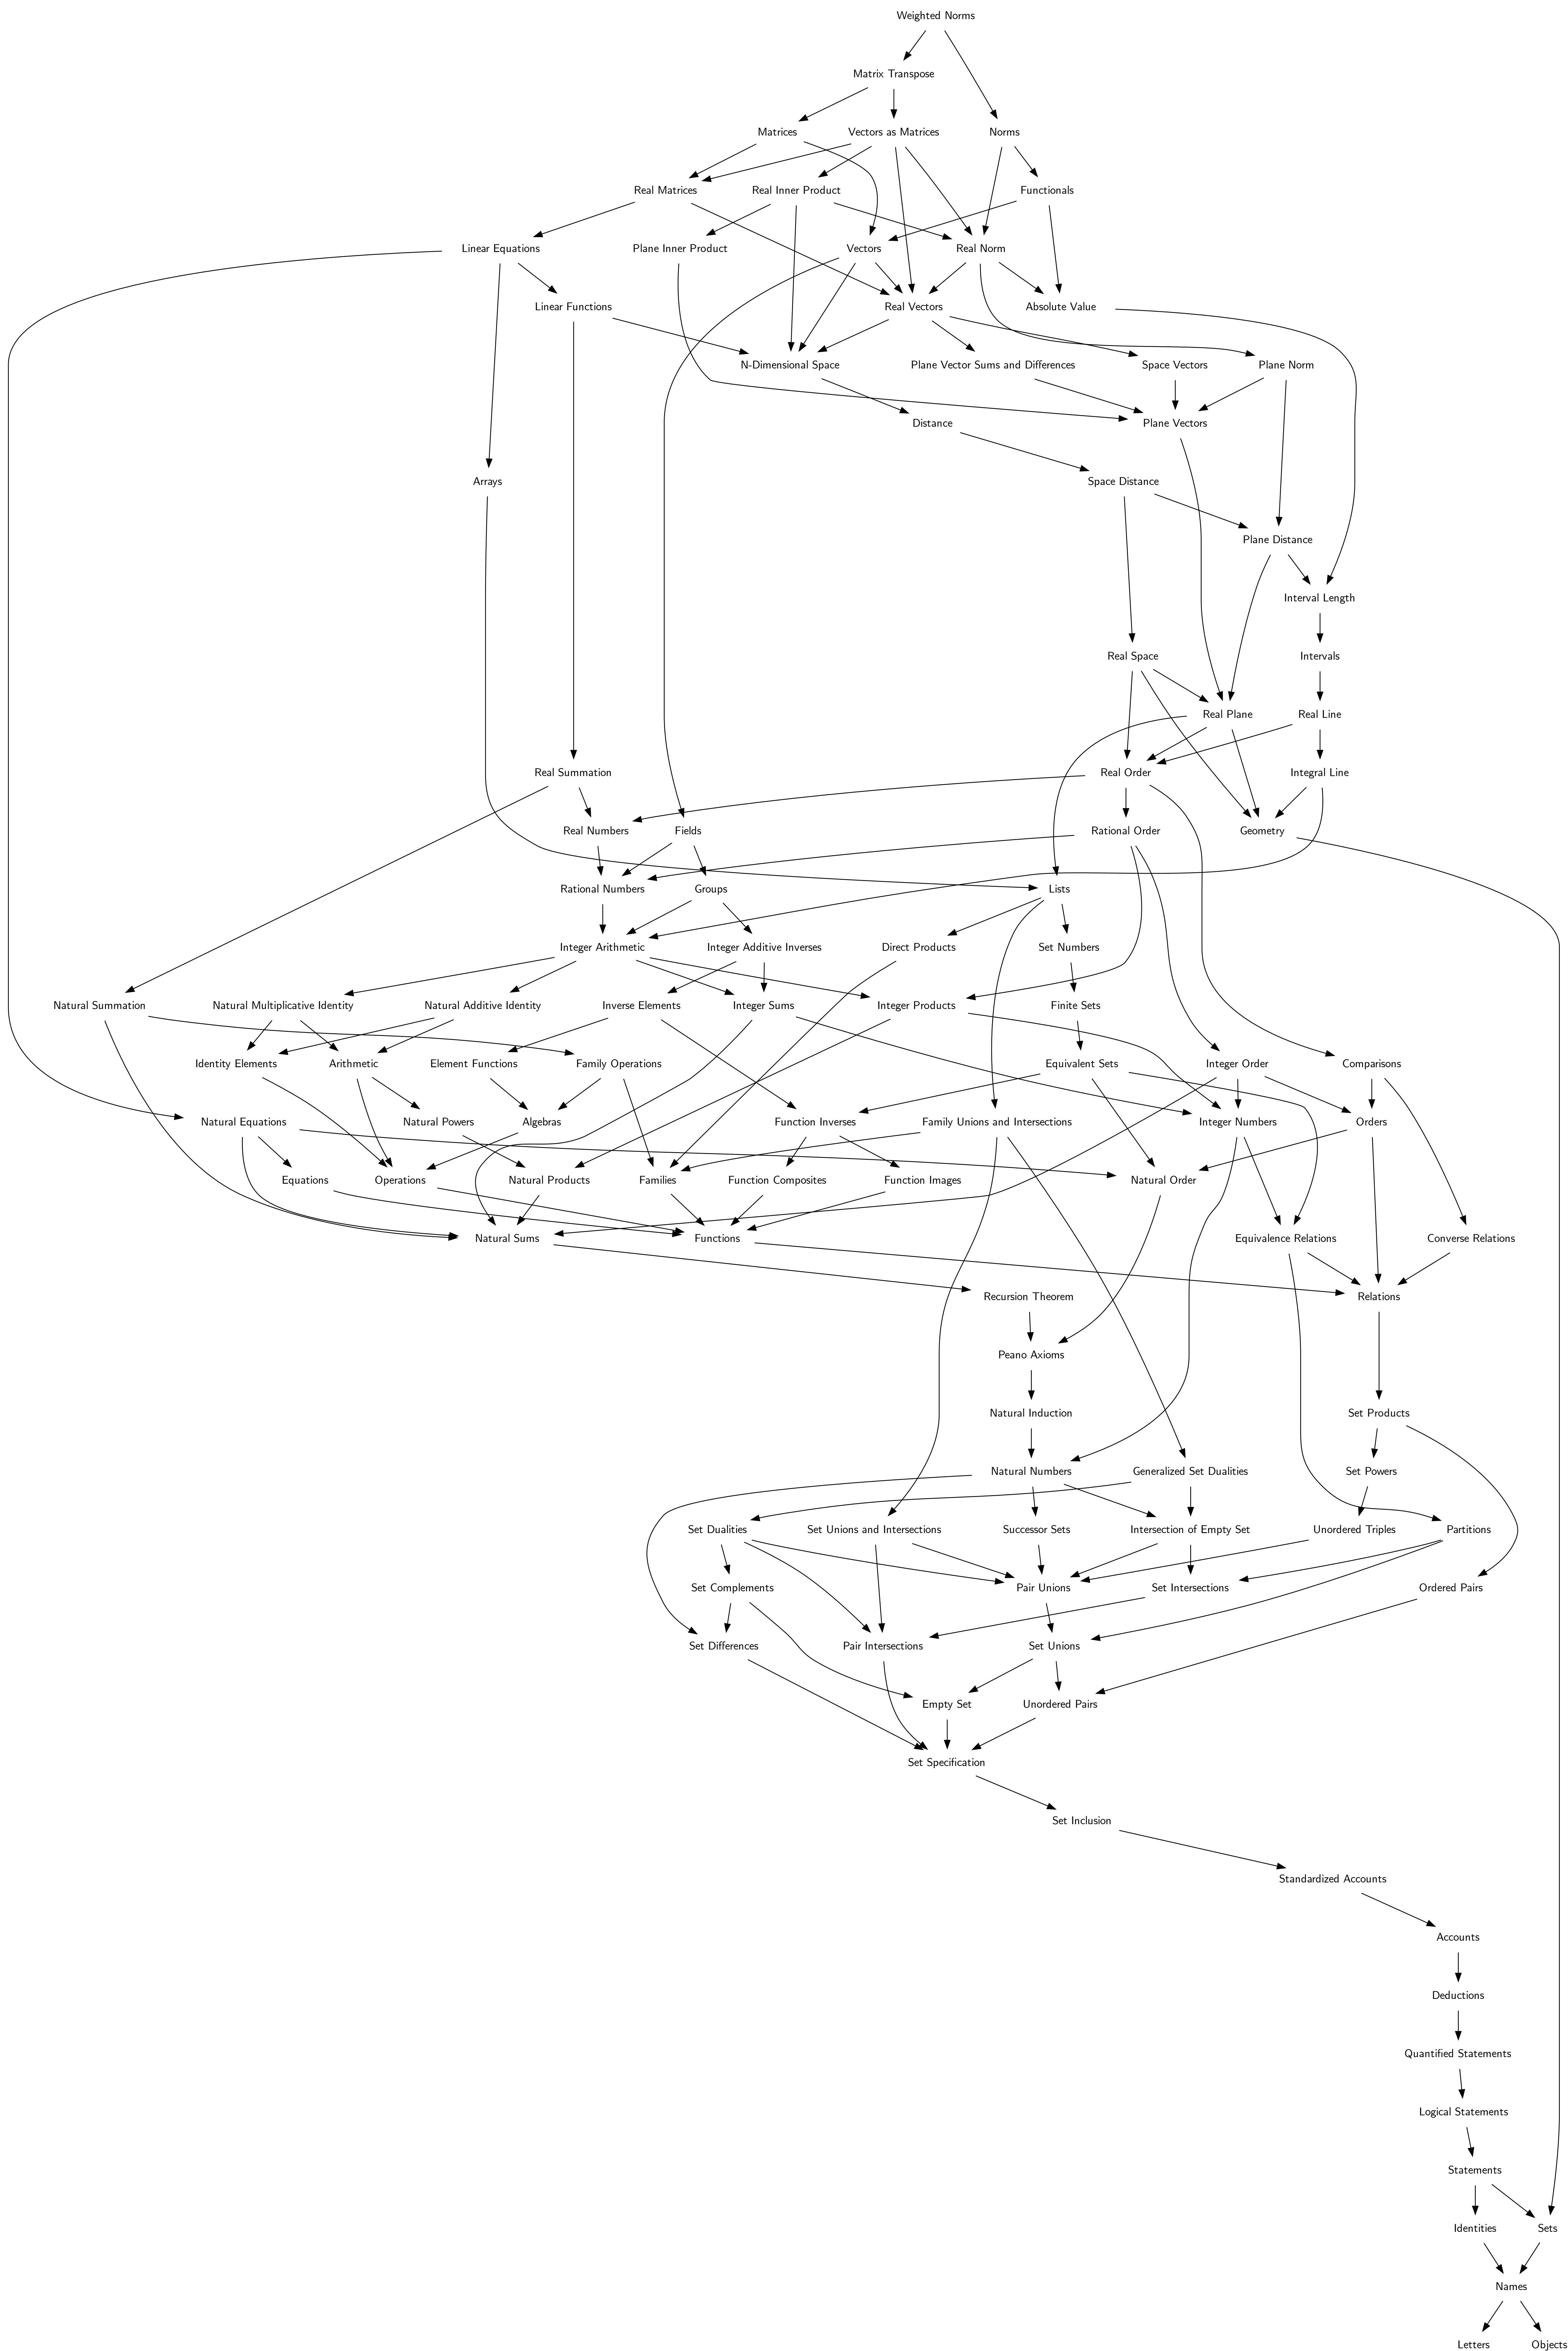 Weighted Norms
Matrix Transpose
Matrices
Vectors as Matrices
Norms
Real Matrices
Real Inner Product
Functionals
Linear Equations
Plane Inner Product
Vectors
Real Norm
Linear Functions
Real Vectors
Absolute Value
N-Dimensional Space
Plane Vector Sums and Differences
Space Vectors
Plane Norm
Distance
Plane Vectors
Arrays
Space Distance
Plane Distance
Interval Length
Real Space
Intervals
Real Plane
Real Line
Real Summation
Real Order
Integral Line
Real Numbers
Fields
Rational Order
Geometry
Rational Numbers
Groups
Lists
Integer Arithmetic
Integer Additive Inverses
Direct Products
Set Numbers
Natural Summation
Natural Multiplicative Identity
Natural Additive Identity
Inverse Elements
Integer Sums
Integer Products
Finite Sets
Identity Elements
Arithmetic
Element Functions
Family Operations
Equivalent Sets
Integer Order
Comparisons
Natural Equations
Natural Powers
Algebras
Function Inverses
Family Unions and Intersections
Integer Numbers
Orders
Equations
Operations
Natural Products
Families
Function Composites
Function Images
Natural Order
Natural Sums
Functions
Equivalence Relations
Converse Relations
Recursion Theorem
Relations
Peano Axioms
Natural Induction
Set Products
Natural Numbers
Generalized Set Dualities
Set Powers
Set Dualities
Set Unions and Intersections
Successor Sets
Intersection of Empty Set
Unordered Triples
Partitions
Set Complements
Pair Unions
Set Intersections
Ordered Pairs
Set Differences
Pair Intersections
Set Unions
Empty Set
Unordered Pairs
Set Specification
Set Inclusion
Standardized Accounts
Accounts
Deductions
Quantified Statements
Logical Statements
Statements
Identities
Sets
Names
Letters
Objects